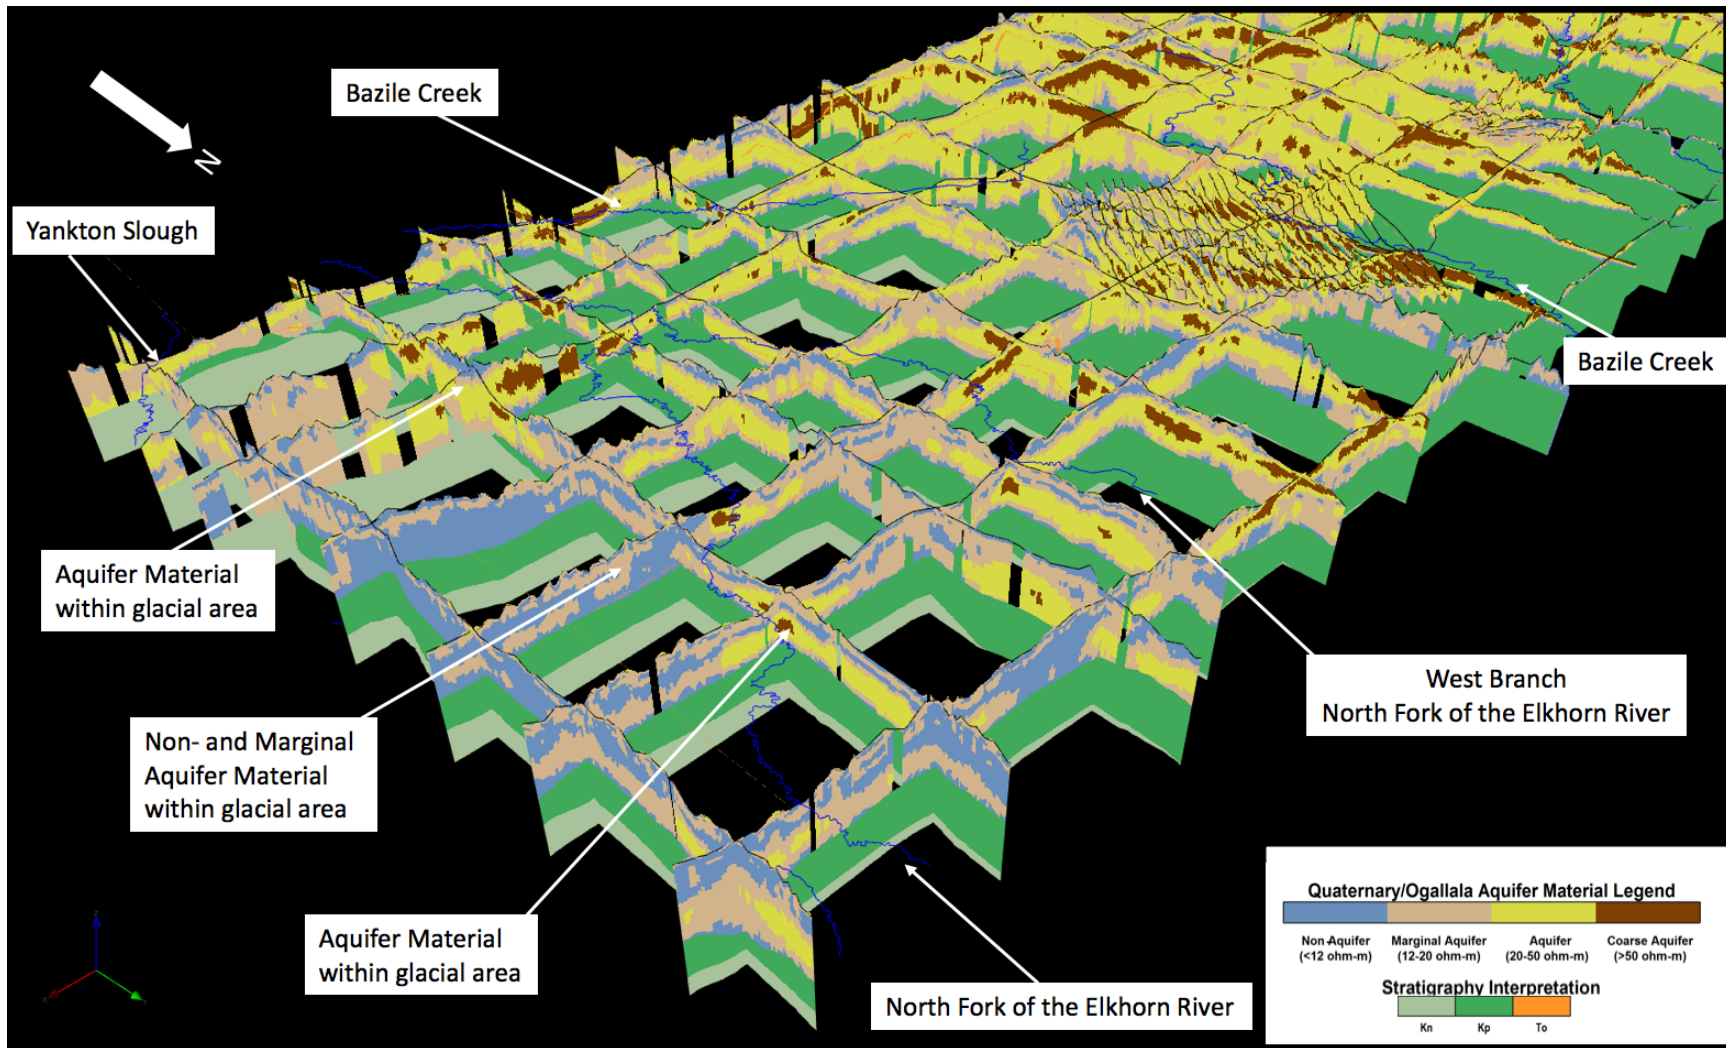 Bazile Creek
N
Yankton Slough
Bazile Creek
Aquifer Material
within glacial area
West Branch
North Fork of the Elkhorn River
Non- and Marginal
Aquifer Material
within glacial area
Aquifer Material
within glacial area
North Fork of the Elkhorn River
Z
X
Y
Quaternary/Ogallala Aquifer Material Legend
Non-Aquifer (<12 ohm-m)
Marginal Aquifer (12-20 ohm-m)
Aquifer (20-50 ohm-m)
Coarse Aquifer (>50 ohm-m)
Stratigraphy Interpretation
Kn Kp To